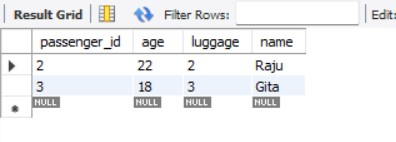 Result Grid Filter Rows: Edit:
passenger_id age luggage name
2 22 2 Raju
3 18 3 Gita
NULL NULL NULL NULL